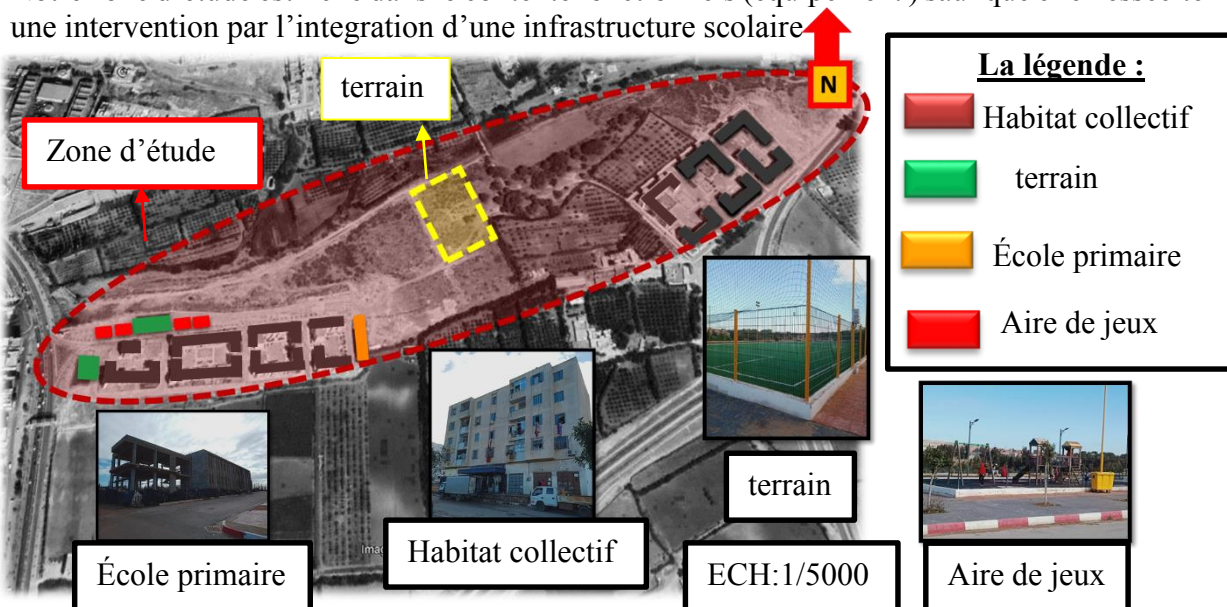 une intervention par l’integration d’une infrastructure scolaire
N
La légende :
Habitat collectif
terrain
École primaire
Aire de jeux
terrain
Zone d’étude
terrain
École primaire
Habitat collectif
ECH:1/5000
Aire de jeux
Imag